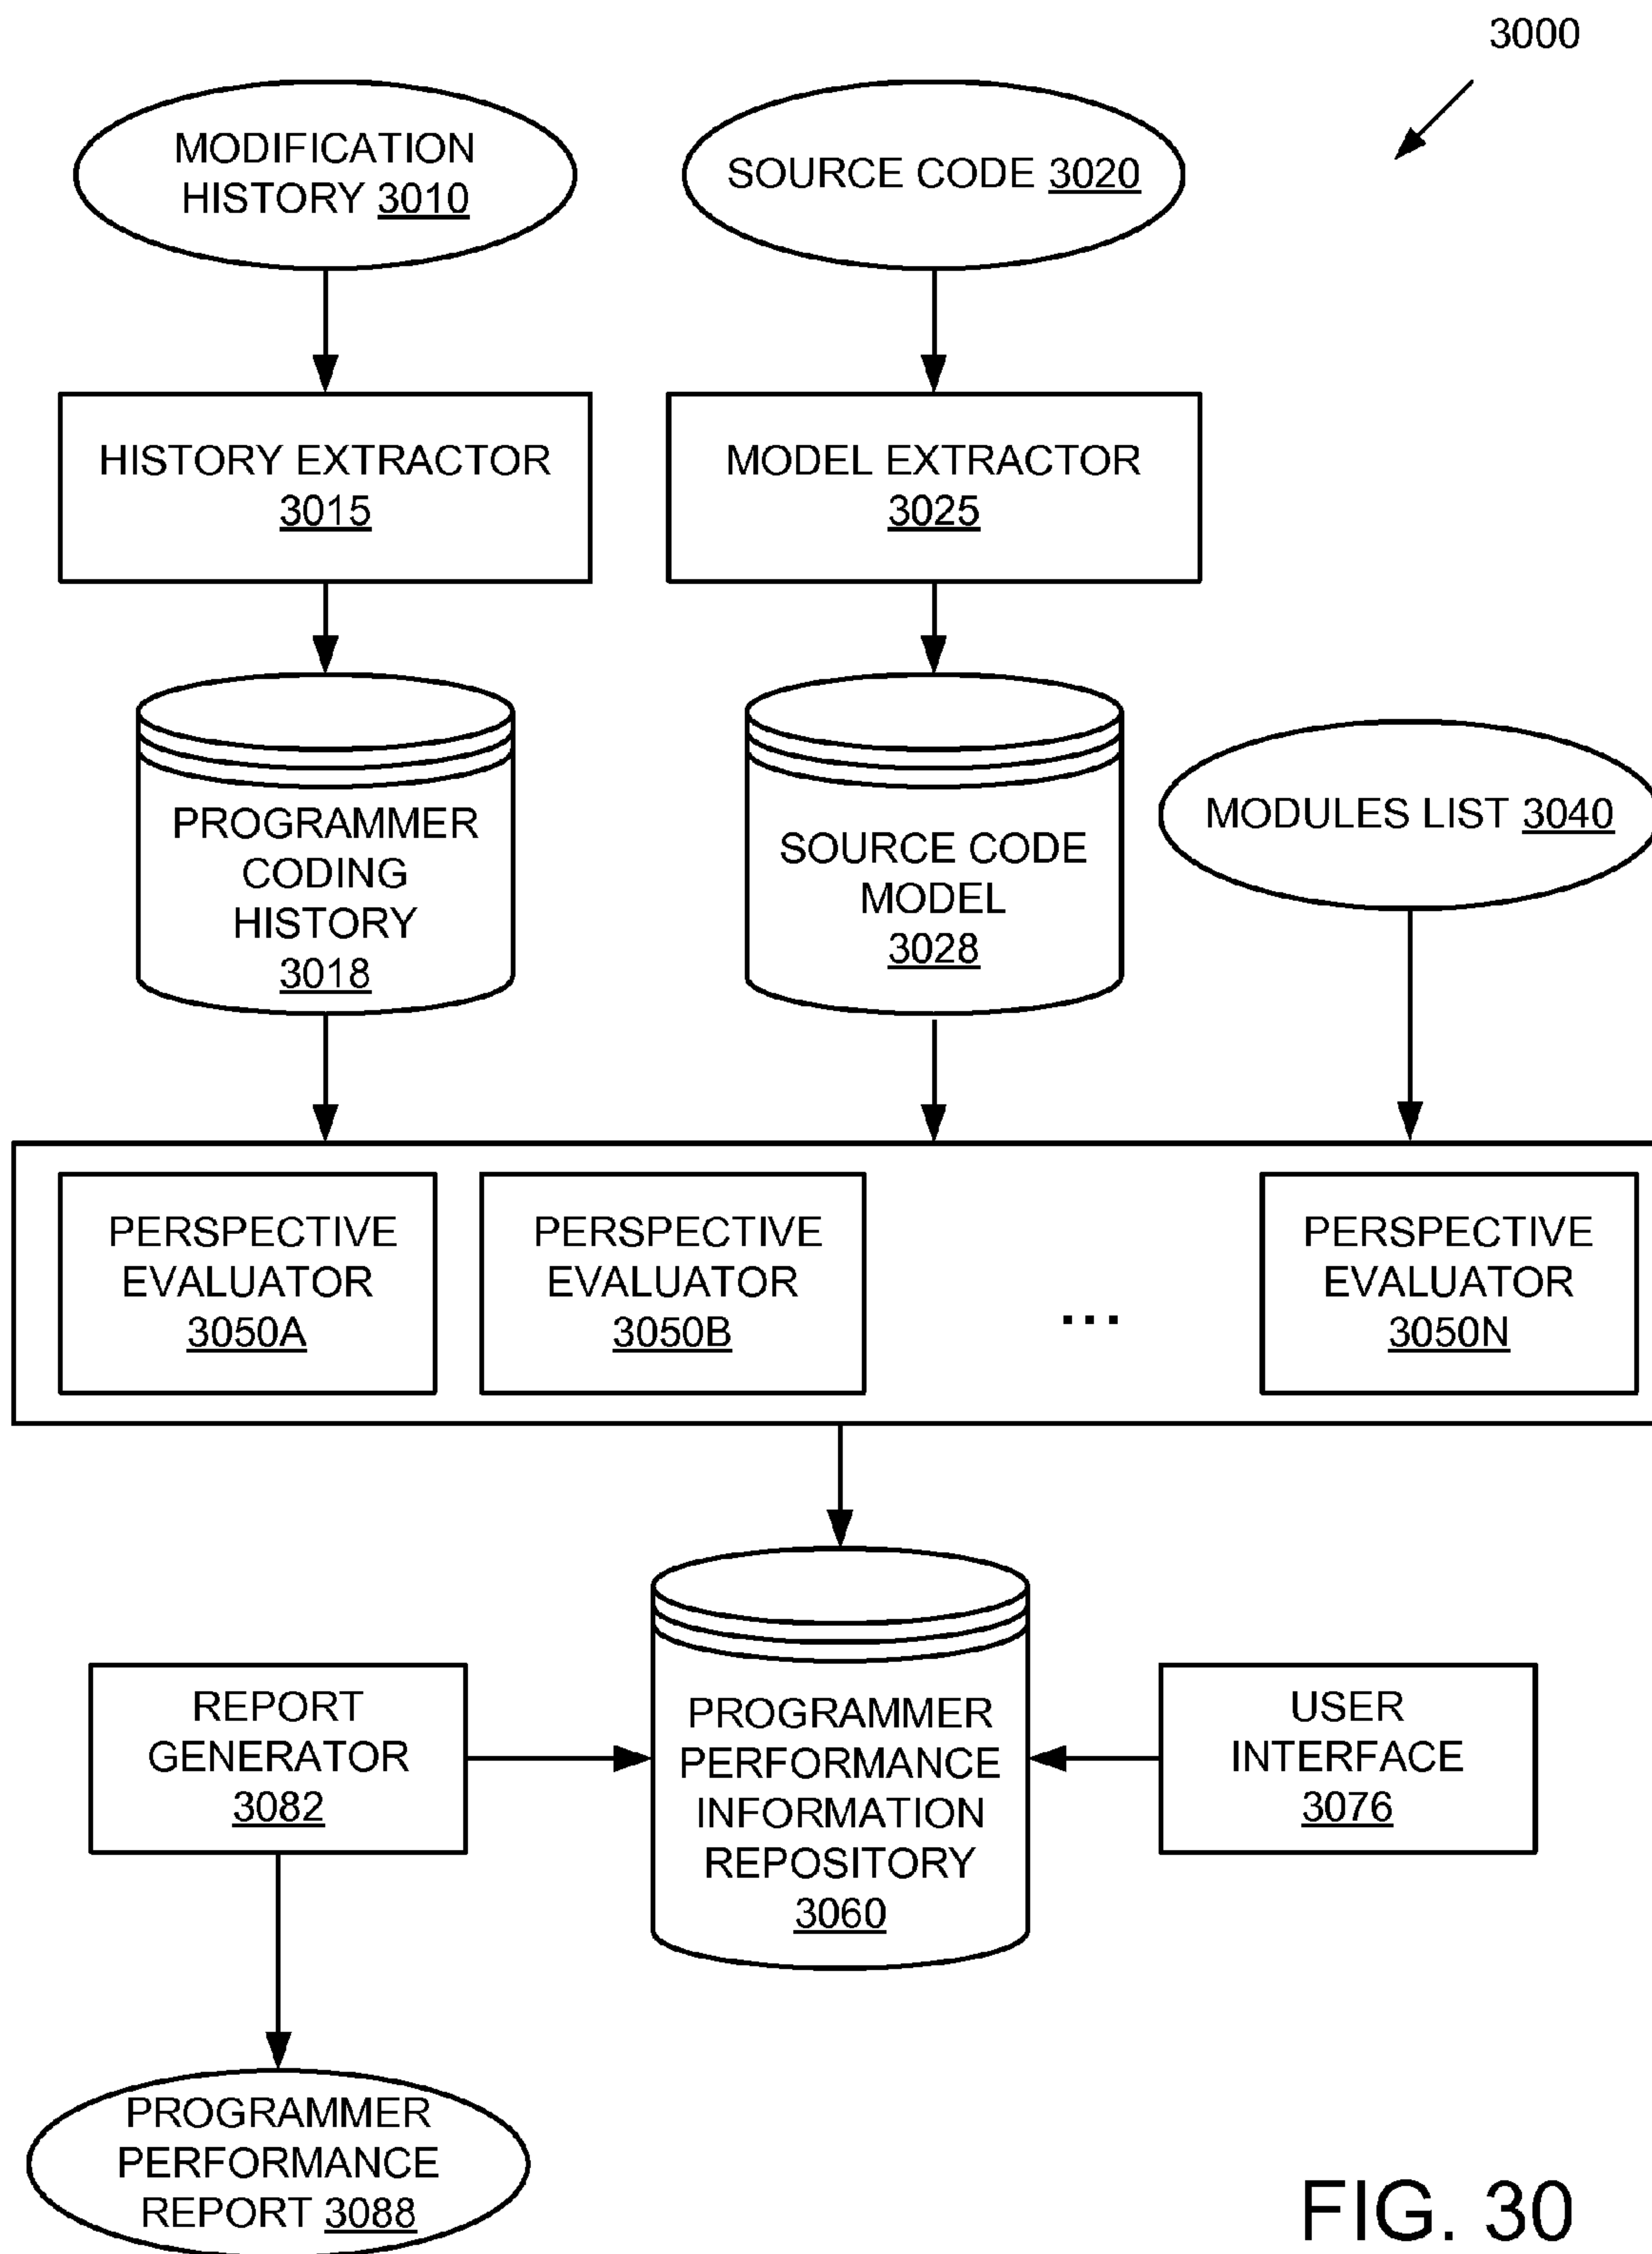 3000
MODIFICATION
HISTORY 3010
SOURCE CODE 3020
HISTORY EXTRACTOR
3015
MODEL EXTRACTOR
3025
PROGRAMMER
CODING
HISTORY
3018
SOURCE CODE
MODEL
3028
MODULES LIST 3040
PERSPECTIVE
EVALUATOR
3050A
PERSPECTIVE
EVALUATOR
3050B
...
PERSPECTIVE
EVALUATOR
3050N
REPORT
GENERATOR
3082
PROGRAMMER
PERFORMANCE
INFORMATION
REPOSITORY
3060
USER
INTERFACE
3076
PROGRAMMER
PERFORMANCE
REPORT 3088
FIG. 30